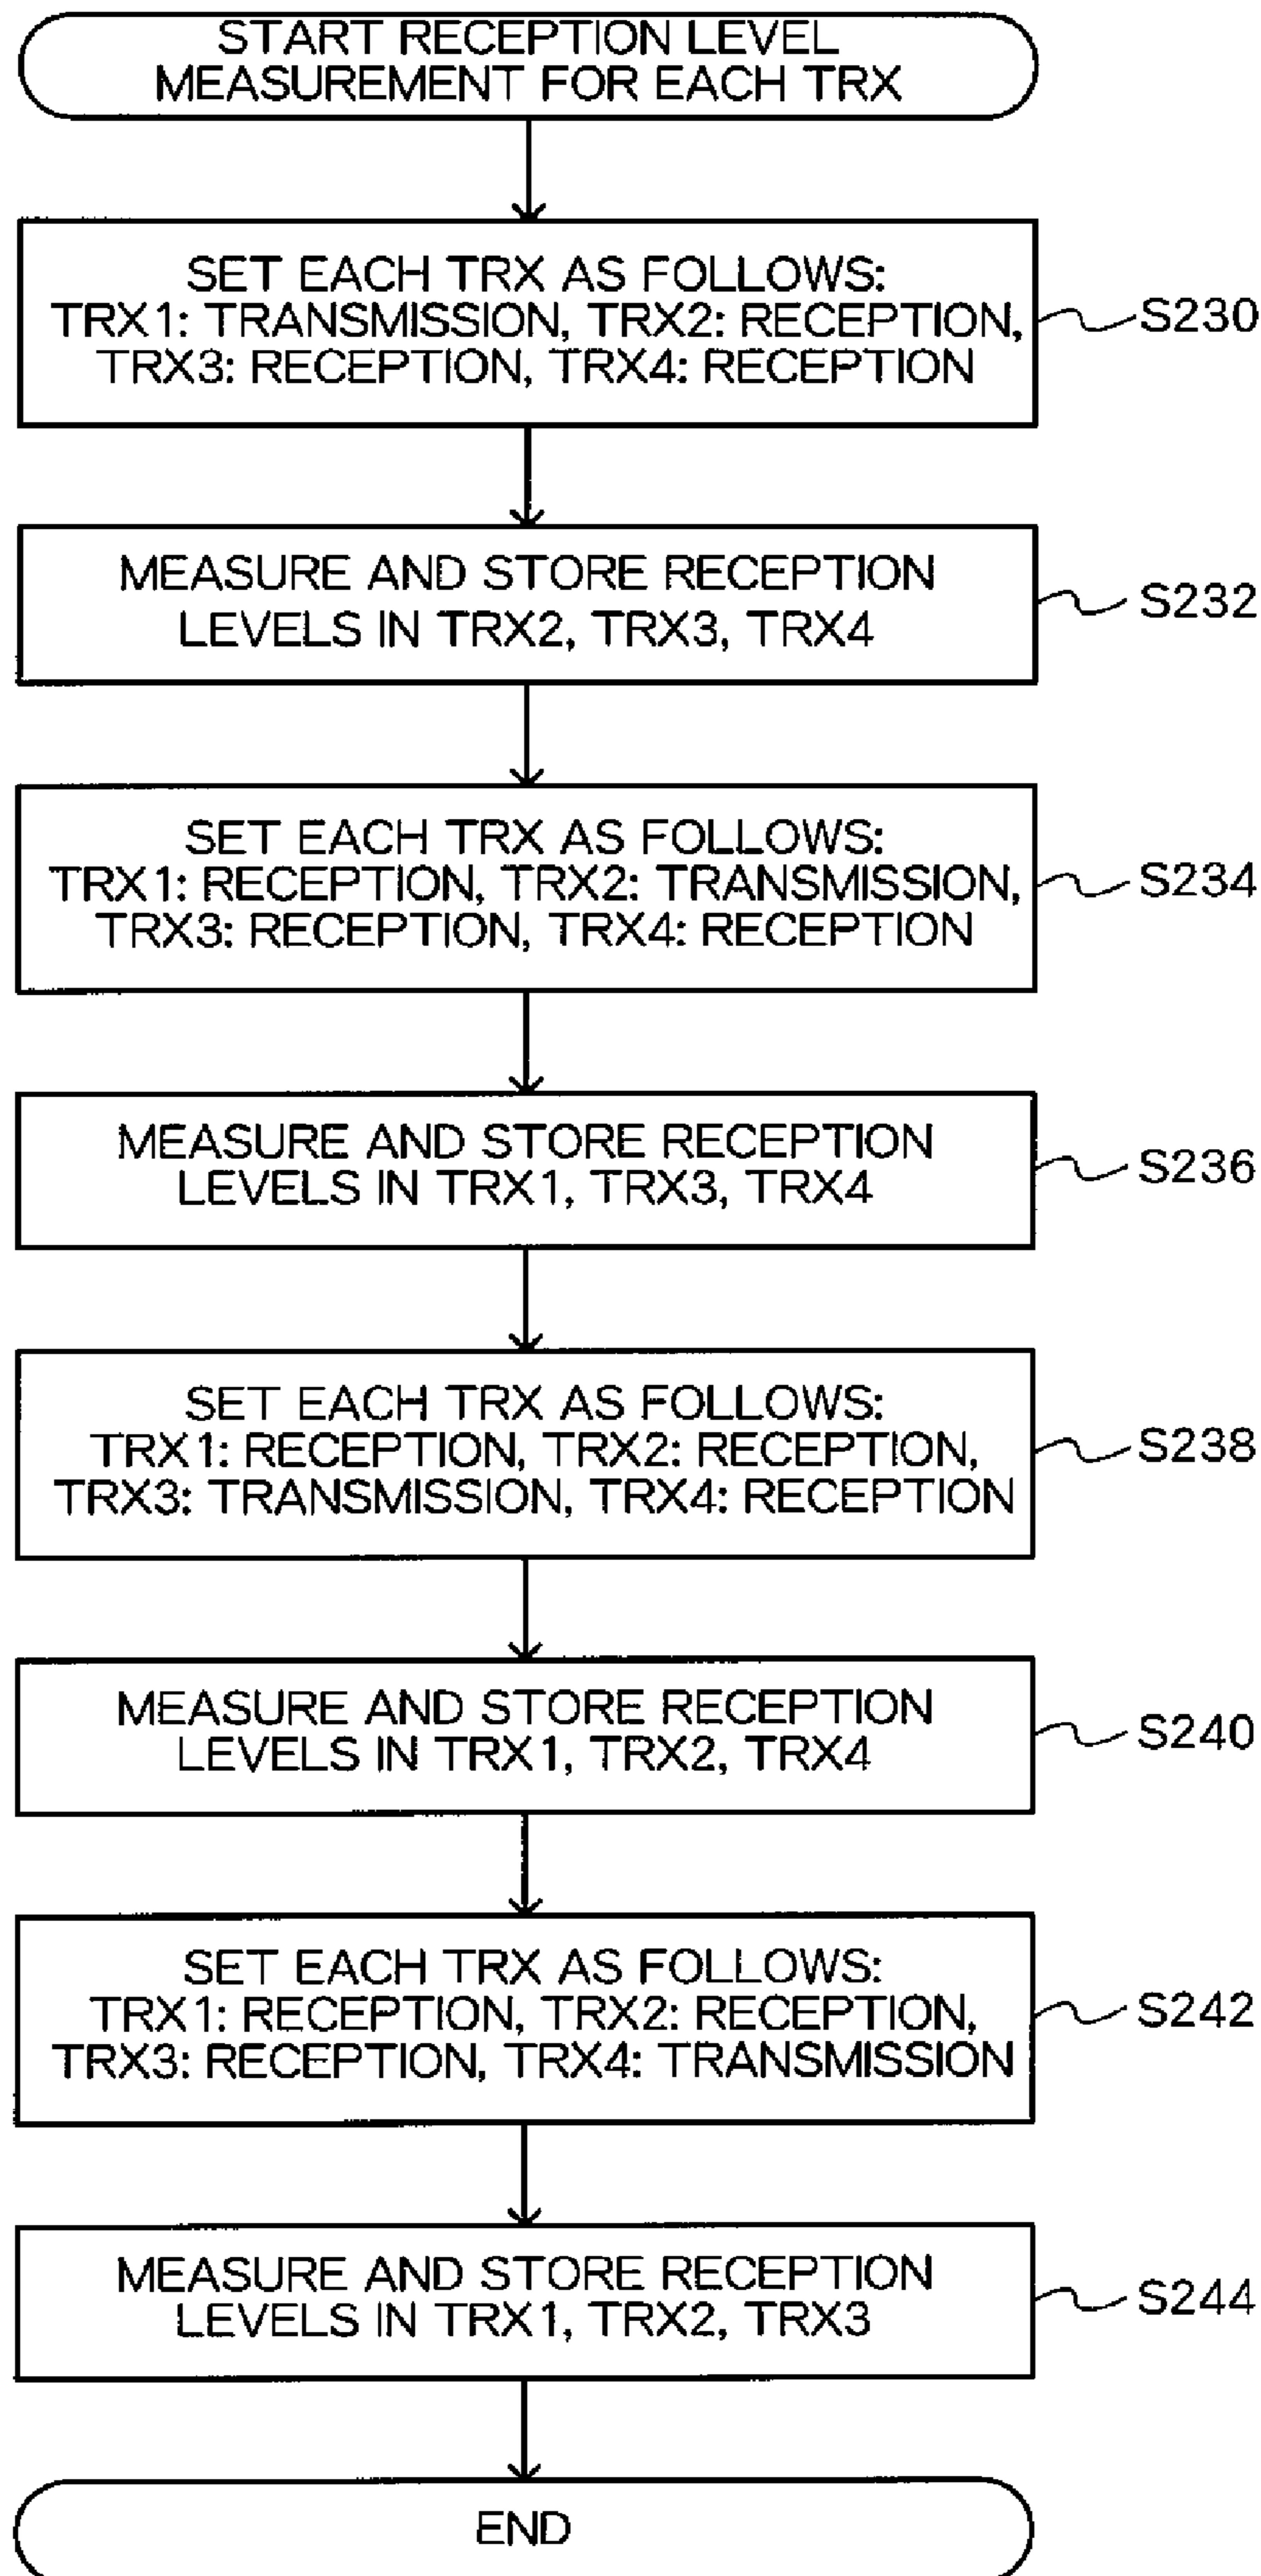 START RECEPTION LEVEL
MEASUREMENT FOR EACH TRX
SET EACH TRX AS FOLLOWS:
TRX1: TRANSMISSION, TRX2: RECEPTION,
TRX3: RECEPTION, TRX4: RECEPTION
S230
MEASURE AND STORE RECEPTION
LEVELS IN TRX2, TRX3, TRX4
S232
SET EACH TRX AS FOLLOWS:
TRX1: RECEPTION, TRX2: TRANSMISSION,
TRX3: RECEPTION, TRX4: RECEPTION
S234
MEASURE AND STORE RECEPTION
LEVELS IN TRX1, TRX3, TRX4
S236
SET EACH TRX AS FOLLOWS:
TRX1: RECEPTION, TRX2: RECEPTION,
TRX3: TRANSMISSION, TRX4: RECEPTION
S238
MEASURE AND STORE RECEPTION
LEVELS IN TRX1, TRX2, TRX4
S240
SET EACH TRX AS FOLLOWS:
TRX1: RECEPTION, TRX2: RECEPTION,
TRX3: RECEPTION, TRX4: TRANSMISSION
S242
MEASURE AND STORE RECEPTION
LEVELS IN TRX1, TRX2, TRX3
S244
END